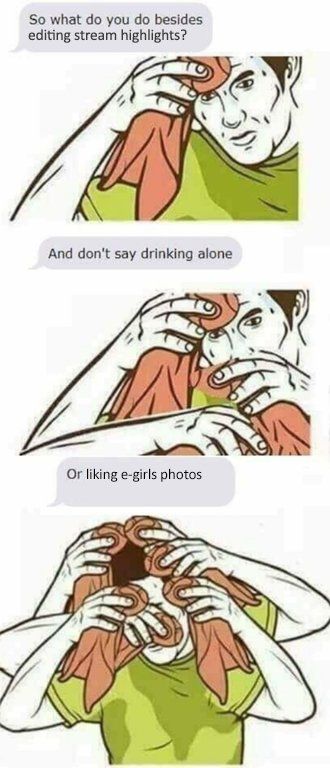 So what do you do besides
editing stream highlights?
And don't say drinking alone
Or liking e-girls photos